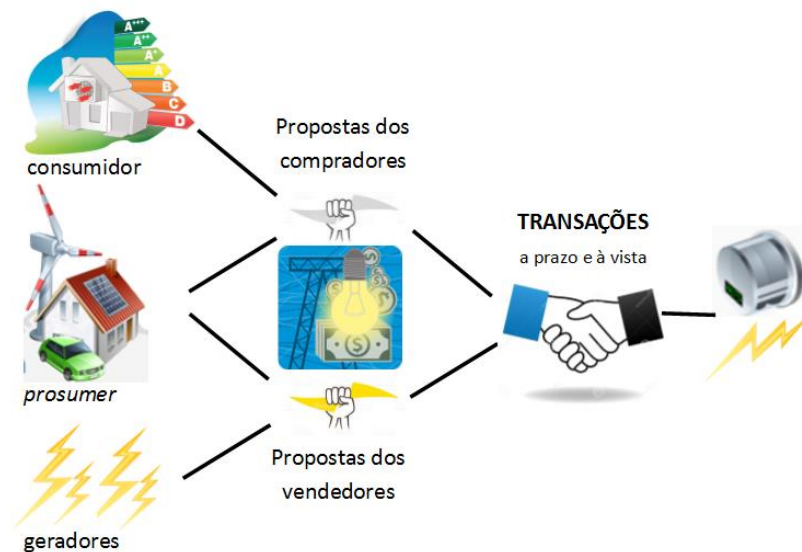 A+++
A++
A+
A
B
C
D
consumidor
Propostas dos
compradores
TRANSAÇÕES
a prazo e à vista
$
$
$
prosumer
Propostas dos
vendedores
geradores